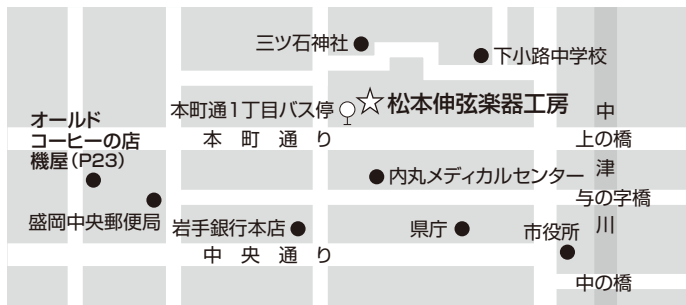 三ツ石神社
下小路中学校
本町通1丁目バス停
松本伸弦楽器工房
オールド
コーヒーの店
機屋(P23)
本町通り
中津川
上の橋
内丸メディカルセンター
与の字橋
盛岡中央郵便局
岩手銀行本店
県庁
市役所
中央通り
中の橋